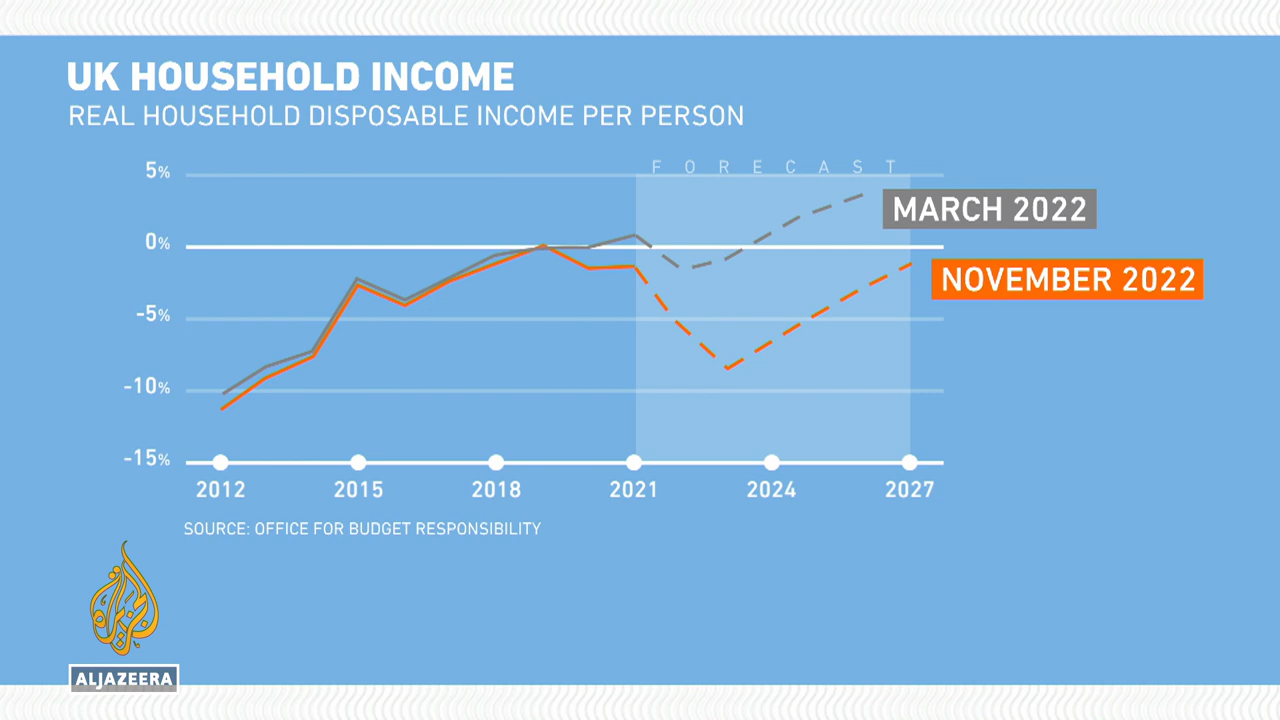 UK HOUSEHOLD INCOME
REAL HOUSEHOLD DISPOSABLE INCOME PER PERSON
FORECAST
5%
MARCH 2022
0%
NOVEMBER 2022
-5%
-10%
-15%
2012 2015 2018 2021 2024 2027
SOURCE: OFFICE FOR BUDGET RESPONSIBILITY
الجزيرة
ALJAZEERA